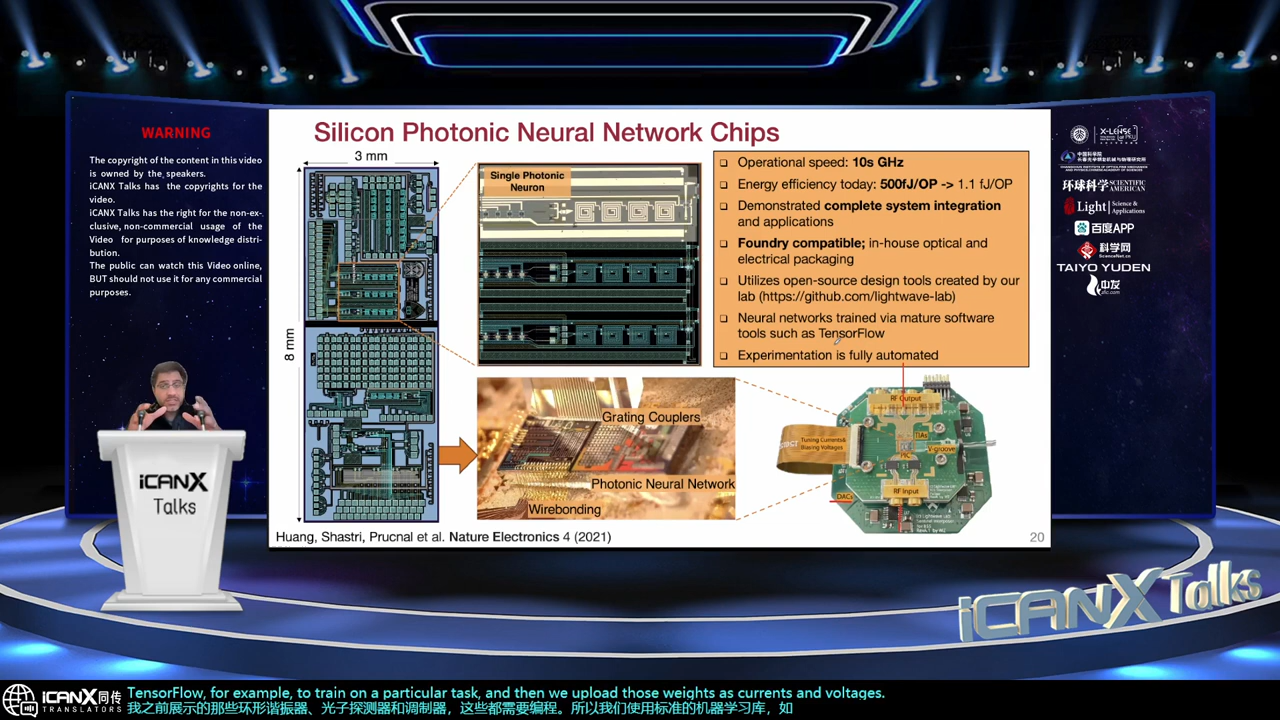 WARNING
The copyright of the content in this video
is owned by the speakers.
iCANX Talks has the copyrights for the
video.
iCANX Talks has the right for the non-ex-
clusive, non-commercial usage of the
Video for purposes of knowledge distri-
bution.
The public can watch this Video online,
BUT should not use it for any commercial
purposes.
Silicon Photonic Neural Network Chips
3 mm
8 mm
Single Photonic
Neuron
Operational speed: 10s GHz
Energy efficiency today: 500fJ/OP -> 1.1 fJ/OP
Demonstrated complete system integration
and applications
Foundry compatible; in-house optical and
electrical packaging
Utilizes open-source design tools created by our
lab (https://github.com/lightwave-lab)
Neural networks trained via mature software
tools such as TensorFlow
Experimentation is fully automated
Grating Couplers
Photonic Neural Network
Wirebonding
RF Output
Tuning Currents&
Biasing Voltages
TIAs
V-groove
DACs
RF Input
Huang, Shastri, Prucnal et al. Nature Electronics 4 (2021)
20
X-LENSE
中国科学院
环球科学 SCIENTIFIC AMERICAN
Light Science & Applications
百度APP
科学网
ScienceNet.cn
TAIYO YUDEN
中友
iCANX
Talks
iCANX Talks
iCANX同传
TRANSLATORS
TensorFlow, for example, to train on a particular task, and then we upload those weights as currents and voltages.
我之前展示的那些环形谐振器、光子探测器和调制器，这些都需要编程。所以我们使用标准的机器学习库，如